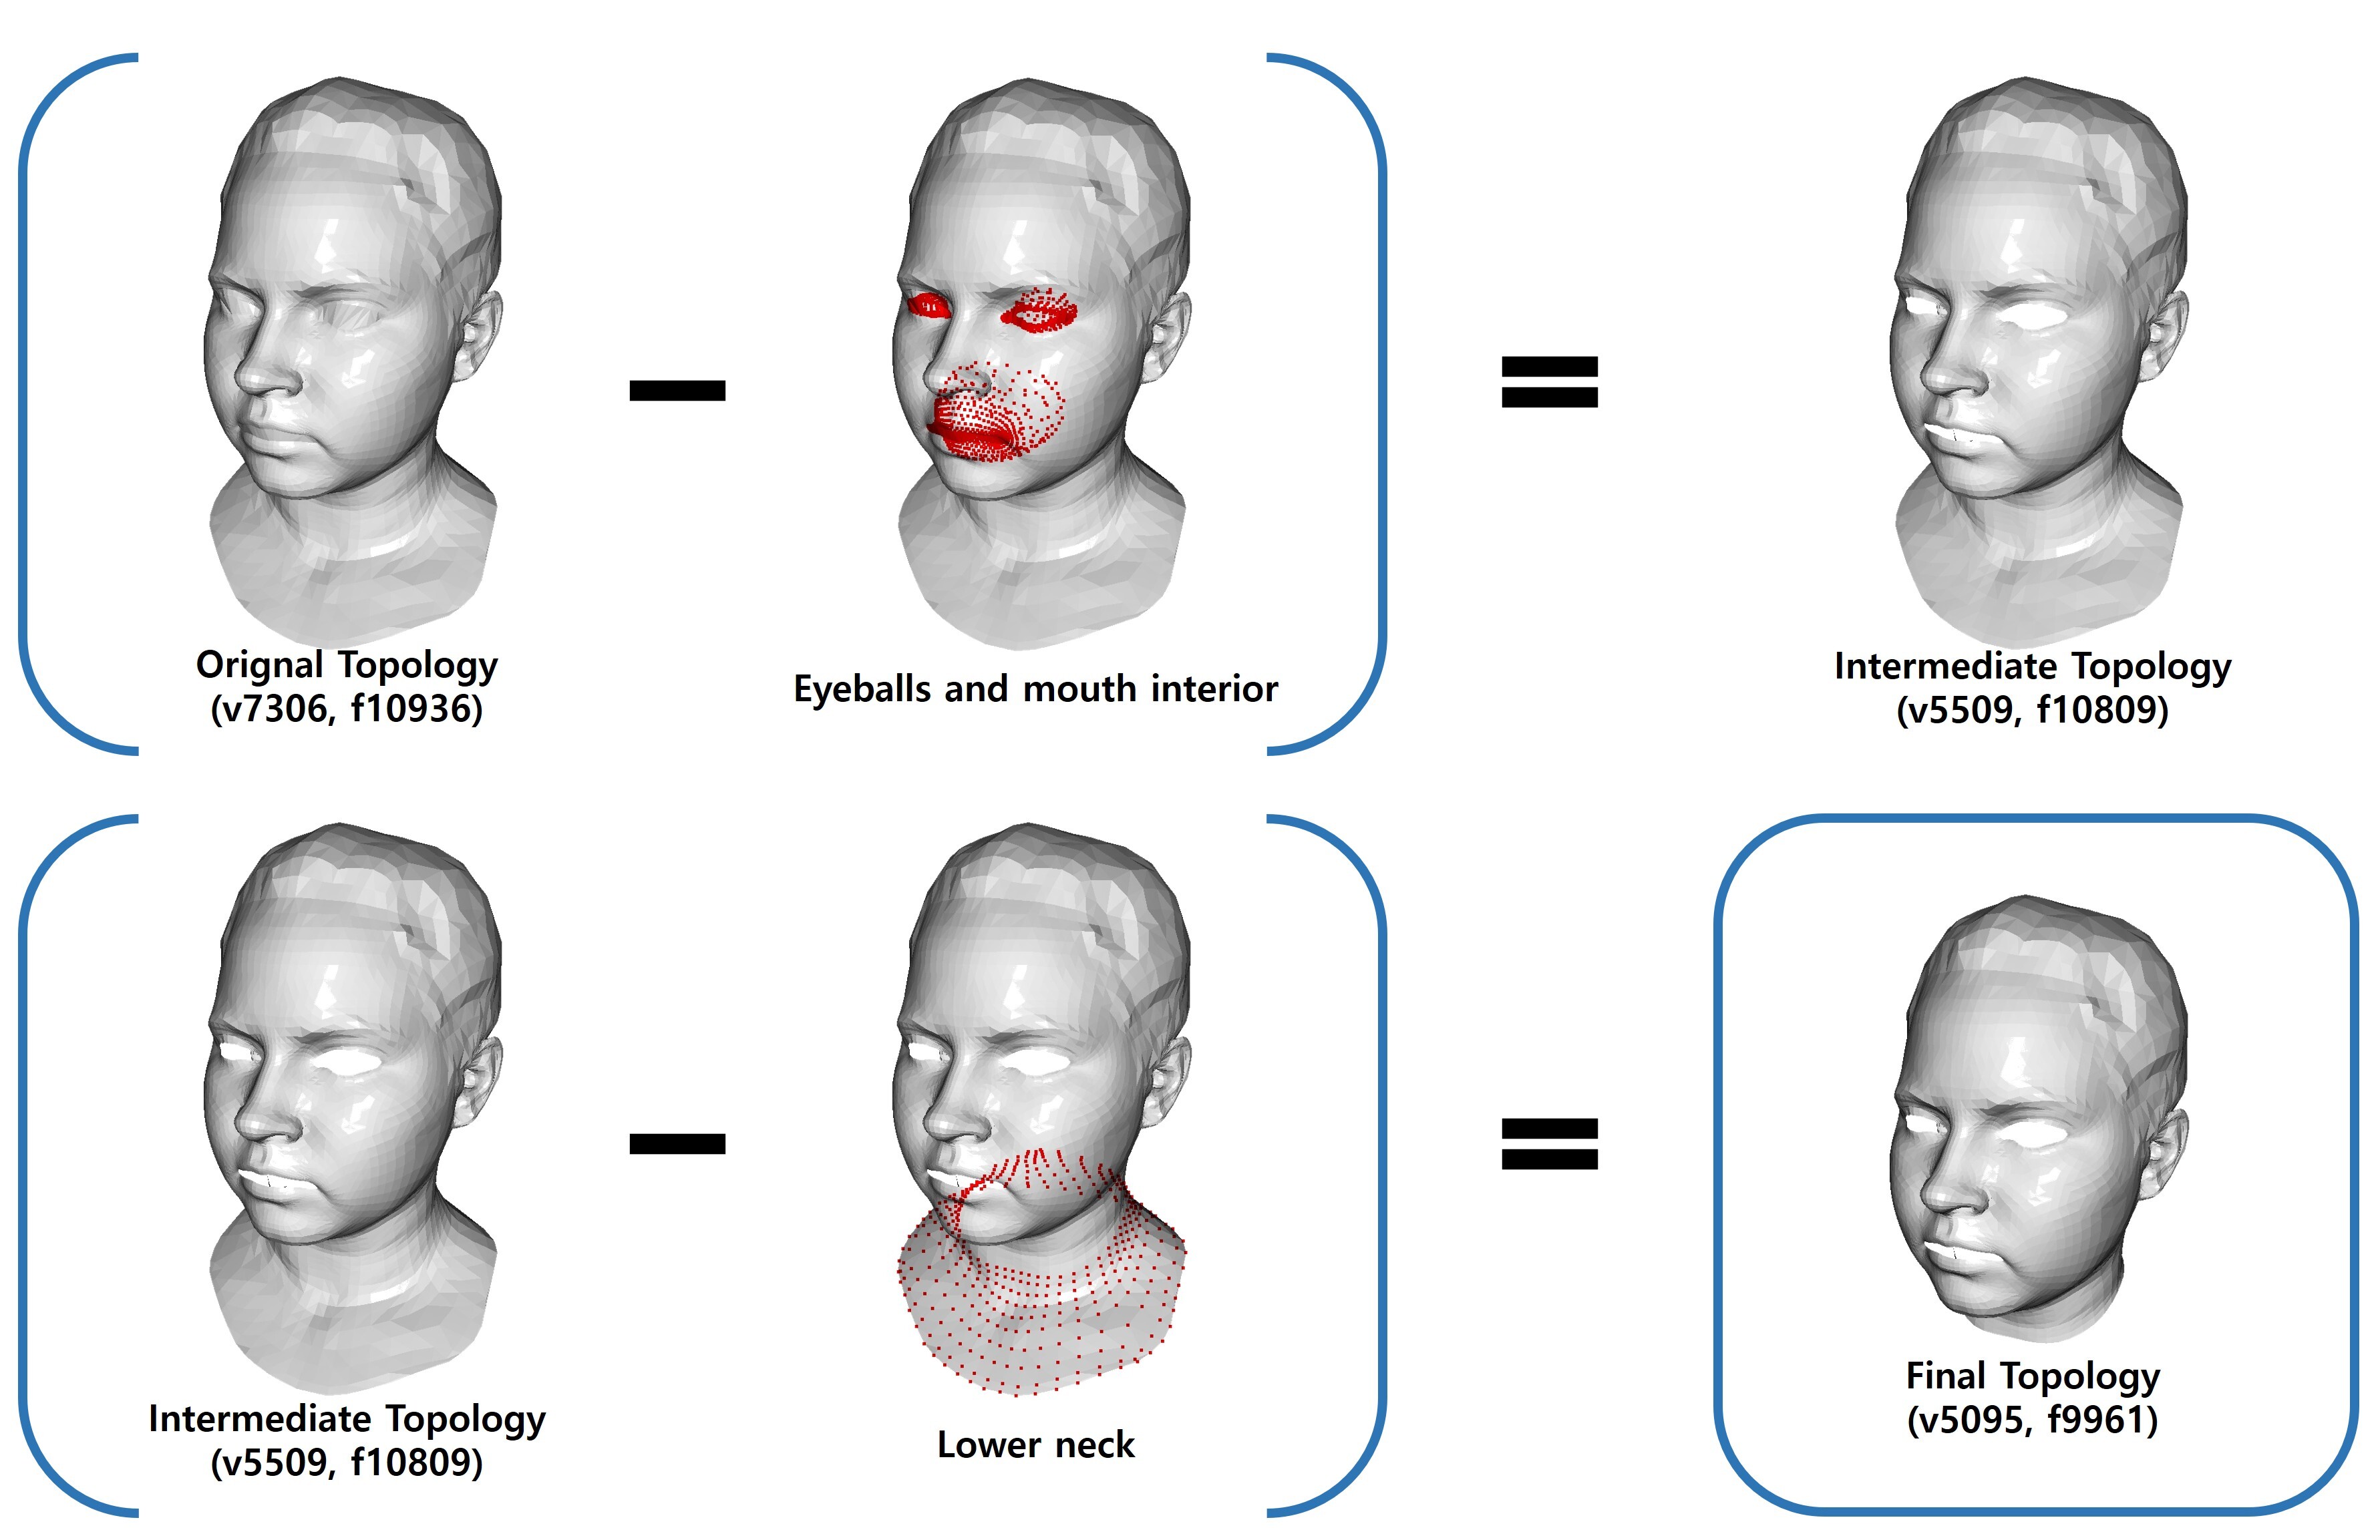 Orignal Topology
(v7306, f10936)
Eyeballs and mouth interior
Intermediate Topology
(v5509, f10809)
Intermediate Topology
(v5509, f10809)
Lower neck
Final Topology
(v5095, f9961)